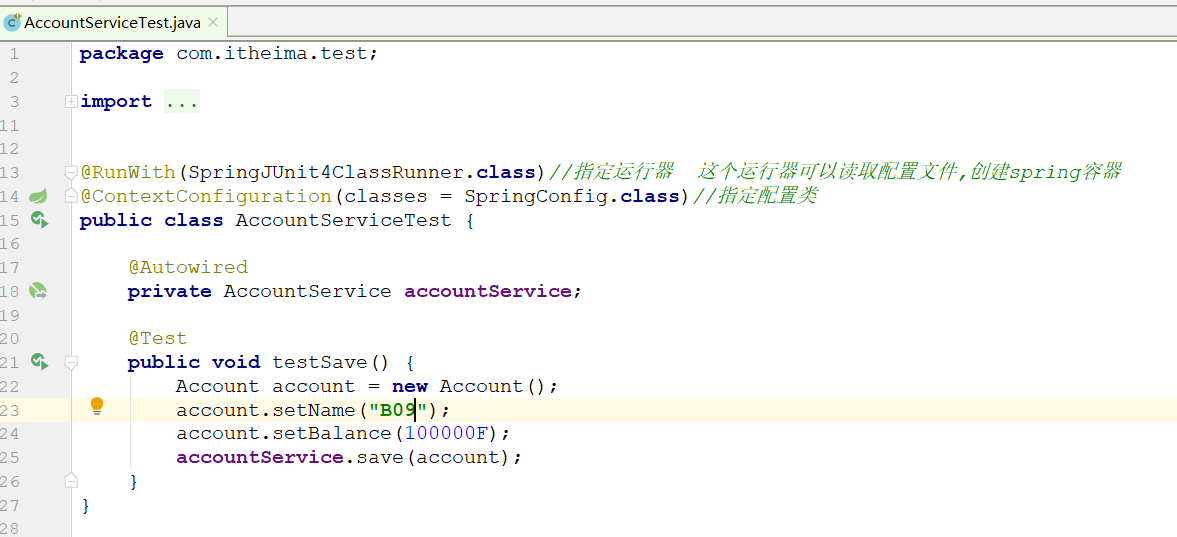 AccountServiceTest.java
1 package com.itheima.test;
2
3 import ...
11
12
13 @RunWith(SpringJUnit4ClassRunner.class)//指定运行器  这个运行器可以读取配置文件,创建spring容器
14 @ContextConfiguration(classes = SpringConfig.class)//指定配置类
15 public class AccountServiceTest {
16
17     @Autowired
18     private AccountService accountService;
19
20     @Test
21     public void testSave() {
22         Account account = new Account();
23         account.setName("B09");
24         account.setBalance(100000F);
25         accountService.save(account);
26     }
27 }
28